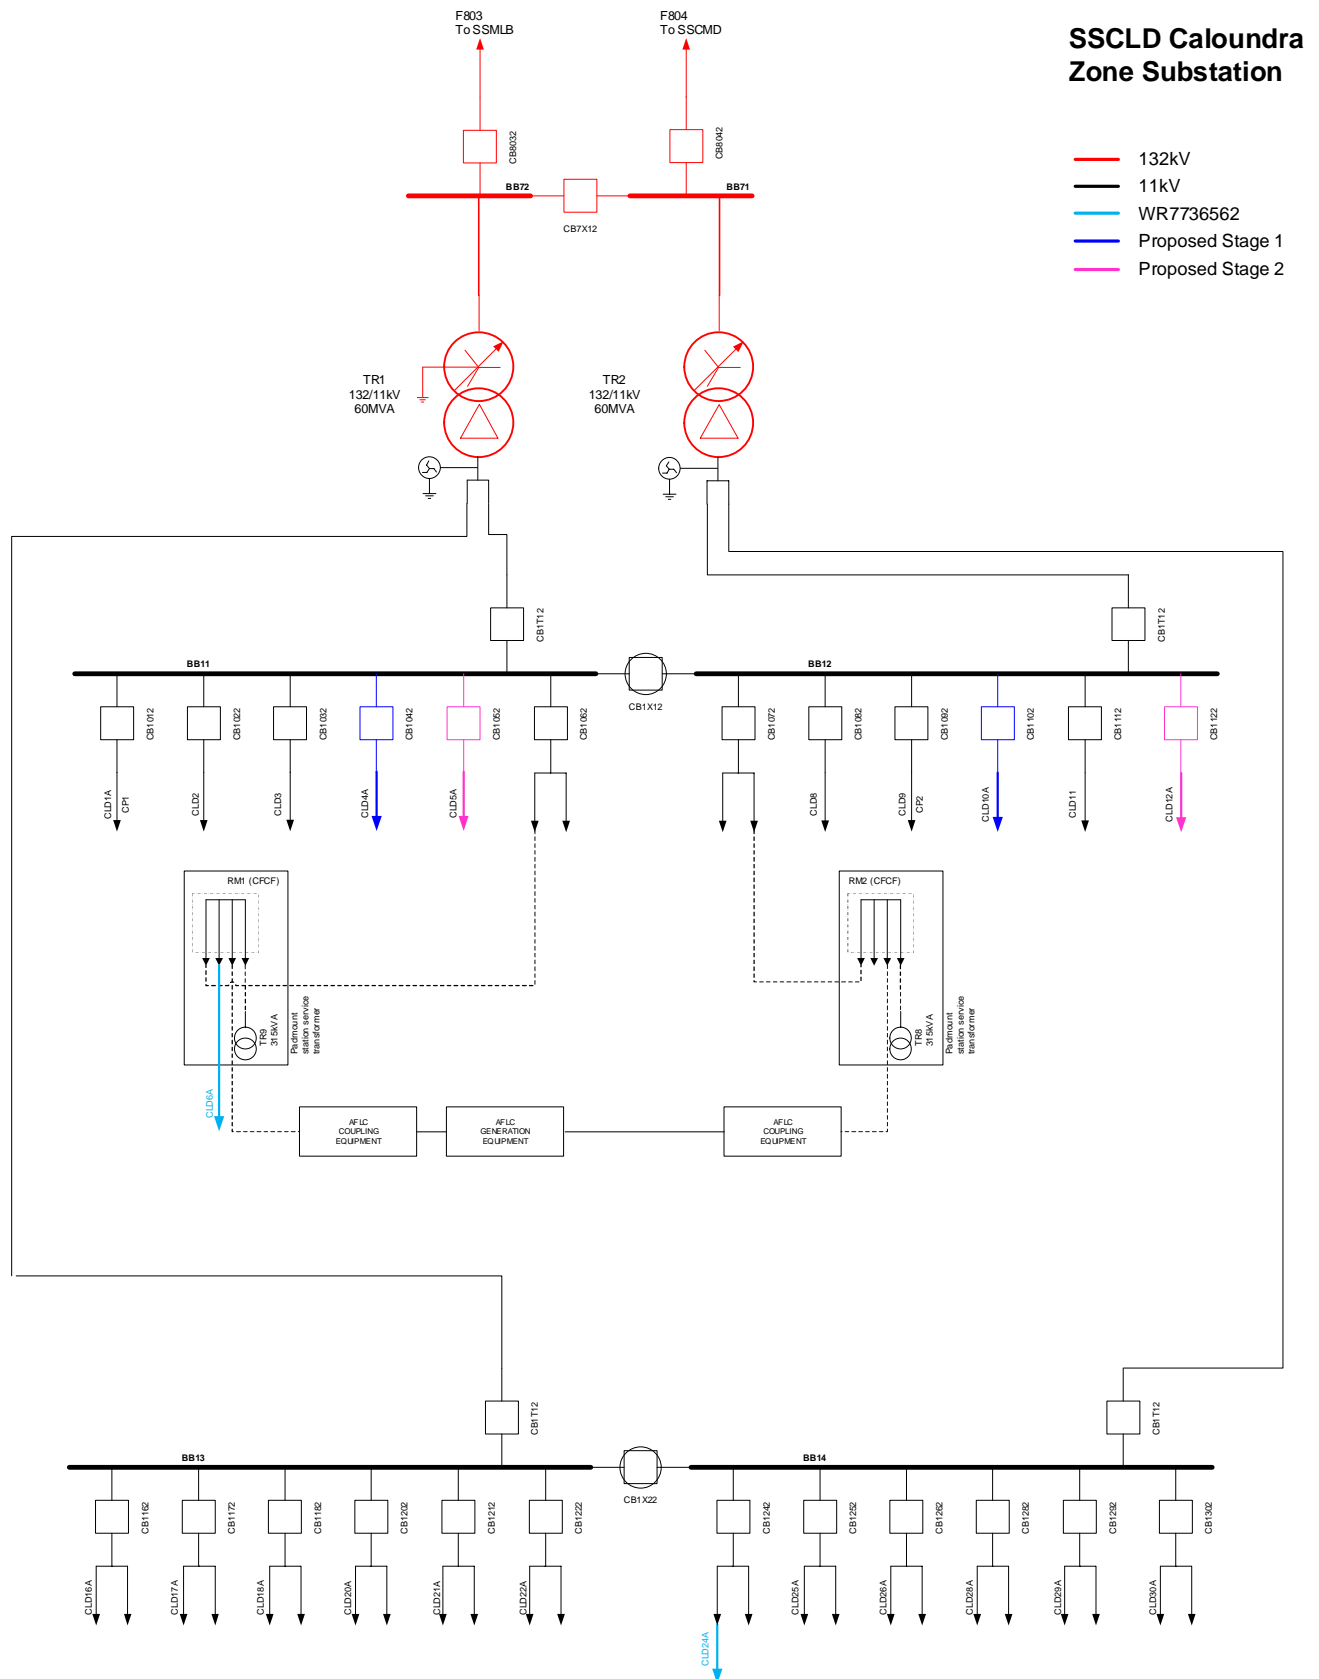 F803
To SSMLB
F804
To SSCMD
SSCLD Caloundra
Zone Substation
132kV
11kV
WR7736562
Proposed Stage 1
Proposed Stage 2
CB8032
CB8042
BB72
BB71
CB7X12
TR1
132/11kV
60MVA
TR2
132/11kV
60MVA
CB1T12
CB1T12
BB11
BB12
CB1X12
CB1012
CB1022
CB1032
CB1042
CB1052
CB1062
CB1072
CB1082
CB1092
CB1102
CB1112
CB1122
CLD1A
CP1
CLD2
CLD3
CLD4A
CLD5A
CLD8
CLD9
CP2
CLD10A
CLD11
CLD12A
RM1 (CFCF)
RM2 (CFCF)
TR9
315kVA
Padmount
station service
transformer
TR8
315kVA
Padmount
station service
transformer
CLD6A
AFLC
COUPLING
EQUIPMENT
AFLC
GENERATION
EQUIPMENT
AFLC
COUPLING
EQUIPMENT
CB1T12
CB1T12
BB13
BB14
CB1X22
CB1162
CB1172
CB1182
CB1202
CB1212
CB1222
CB1242
CB1252
CB1262
CB1282
CB1292
CB1302
CLD16A
CLD17A
CLD18A
CLD20A
CLD21A
CLD22A
CLD24A
CLD25A
CLD26A
CLD28A
CLD29A
CLD30A